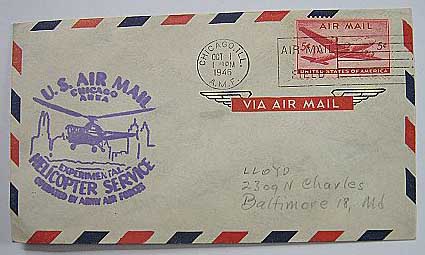 U.S. AIR MAIL
CHICAGO
AREA
EXPERIMENTAL
HELICOPTER SERVICE
OPERATED BY ARMY AIR FORCES
CHICAGO, ILL.
OCT 1
1 PM
1946
A.M.F.
AIR MAIL
AIR MAIL
5¢ 5¢
UNITED STATES OF AMERICA
VIA AIR MAIL
LLOYD
2309 N Charles
Baltimore 18, Md